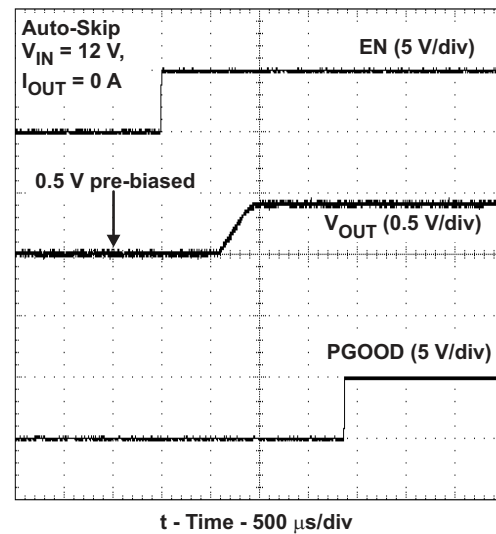 Auto-Skip
V_IN = 12 V,
I_OUT = 0 A
EN (5 V/div)
0.5 V pre-biased
V_OUT (0.5 V/div)
PGOOD (5 V/div)
t - Time - 500 μs/div